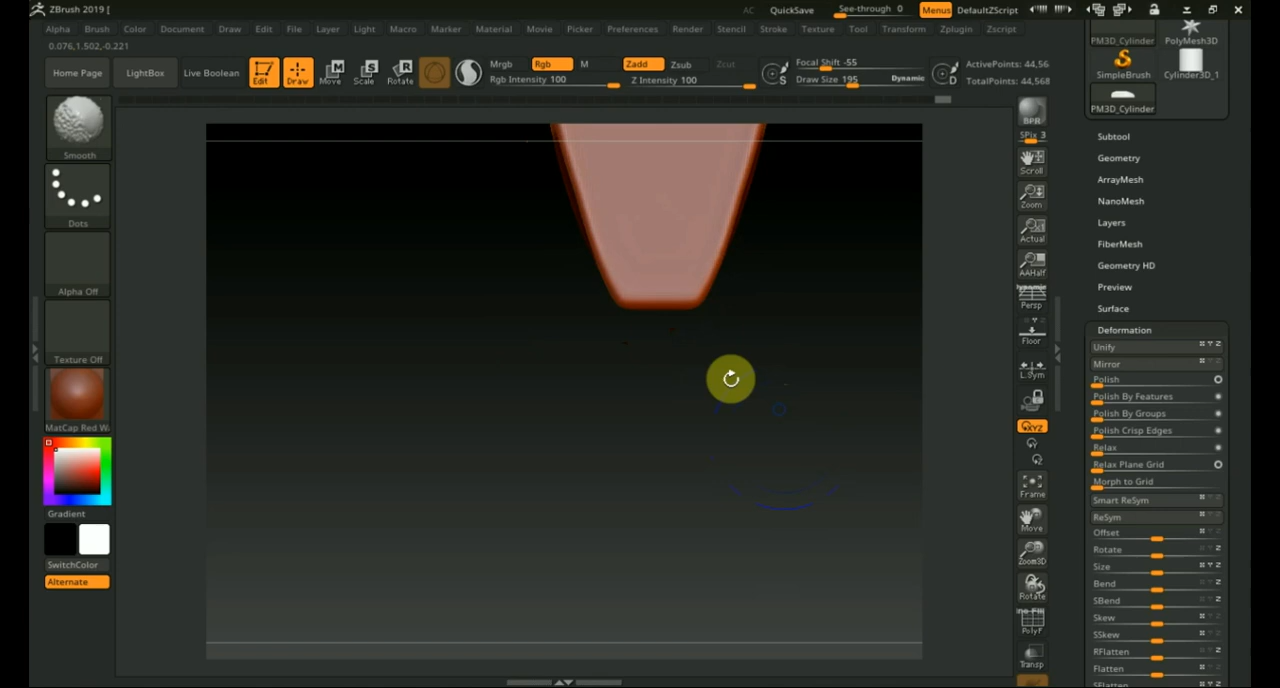 ZBrush 2019 [
AC QuickSave See-through 0 Menus DefaultZScript
Alpha Brush Color Document Draw Edit File Layer Light Macro Marker Material Movie Picker Preferences Render Stencil Stroke Texture Tool Transform Zplugin Zscript
0.076,1.502,-0.221
Home Page LightBox Live Boolean Edit Draw Move Scale Rotate
Mrgb Rgb M Zadd Zsub Zcut
Rgb Intensity 100 Z Intensity 100
Focal Shift -55
Draw Size 195 Dynamic
ActivePoints: 44,56
TotalPoints: 44,568
Smooth
Dots
Alpha Off
Texture Off
MatCap Red W
Gradient
SwitchColor
Alternate
BPR
SPix 3
Scroll
Zoom
Actual
AAHalf
Dynamic
Persp
Floor
L.Sym
XYZ
Frame
Move
Zoom3D
Rotate
Line Fill
PolyF
Transp
PM3D_Cylinder PolyMesh3D
SimpleBrush Cylinder3D_1
PM3D_Cylinder
Subtool
Geometry
ArrayMesh
NanoMesh
Layers
FiberMesh
Geometry HD
Preview
Surface
Deformation
Unify
Mirror
Polish
Polish By Features
Polish By Groups
Polish Crisp Edges
Relax
Relax Plane Grid
Morph to Grid
Smart ReSym
ReSym
Offset
Rotate
Size
Bend
SBend
Skew
SSkew
RFlatten
Flatten
SFlatten